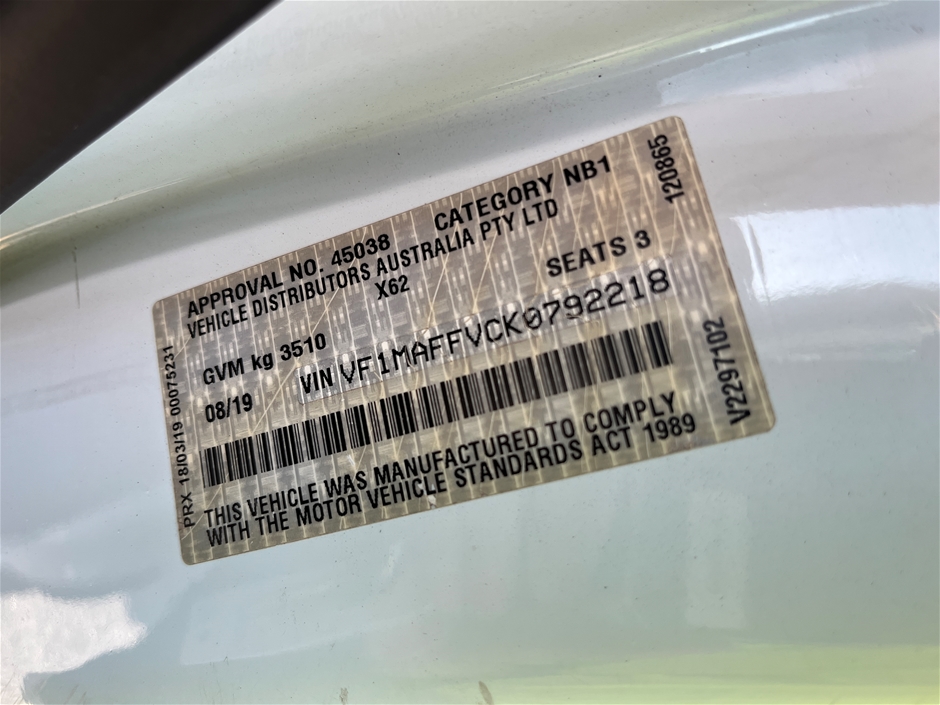 APPROVAL NO. 45038 CATEGORY NB1
VEHICLE DISTRIBUTORS AUSTRALIA PTY LTD
X62
SEATS 3
GVM kg 3510
VIN VF1MAFFVCK0792218
08/19
THIS VEHICLE WAS MANUFACTURED TO COMPLY
WITH THE MOTOR VEHICLE STANDARDS ACT 1989
PRX 18/03/19 00075231
120865
V2297102